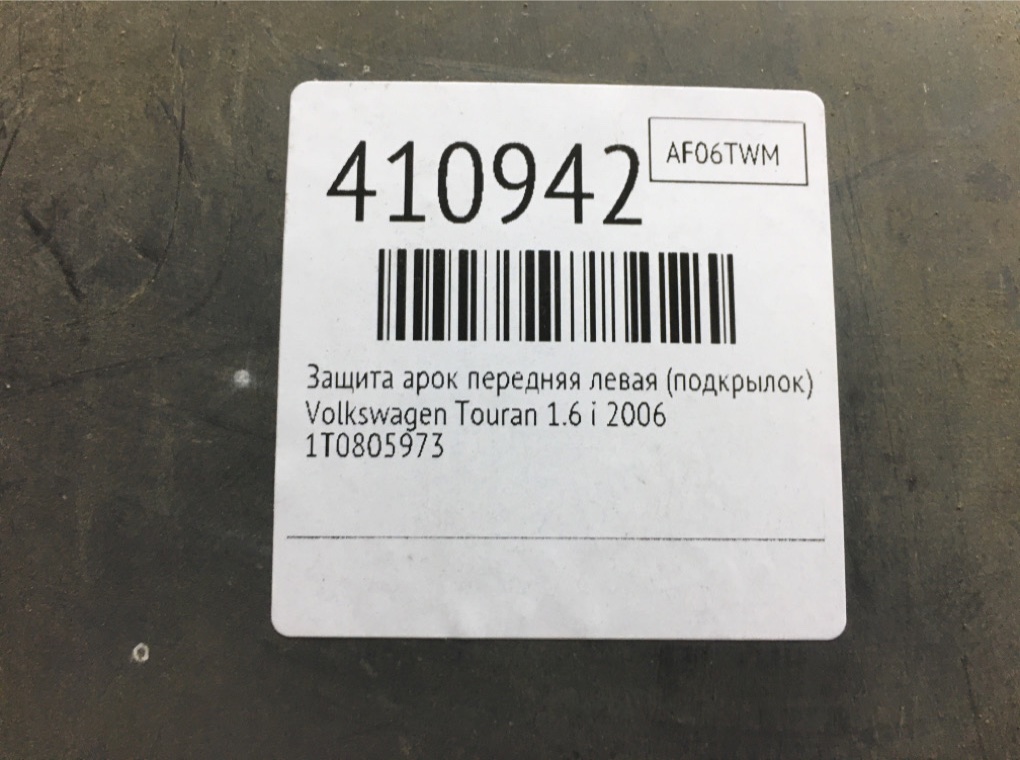 410942
AF06TWM
Защита арок передняя левая (подкрылок)
Volkswagen Touran 1.6 i 2006
1T0805973